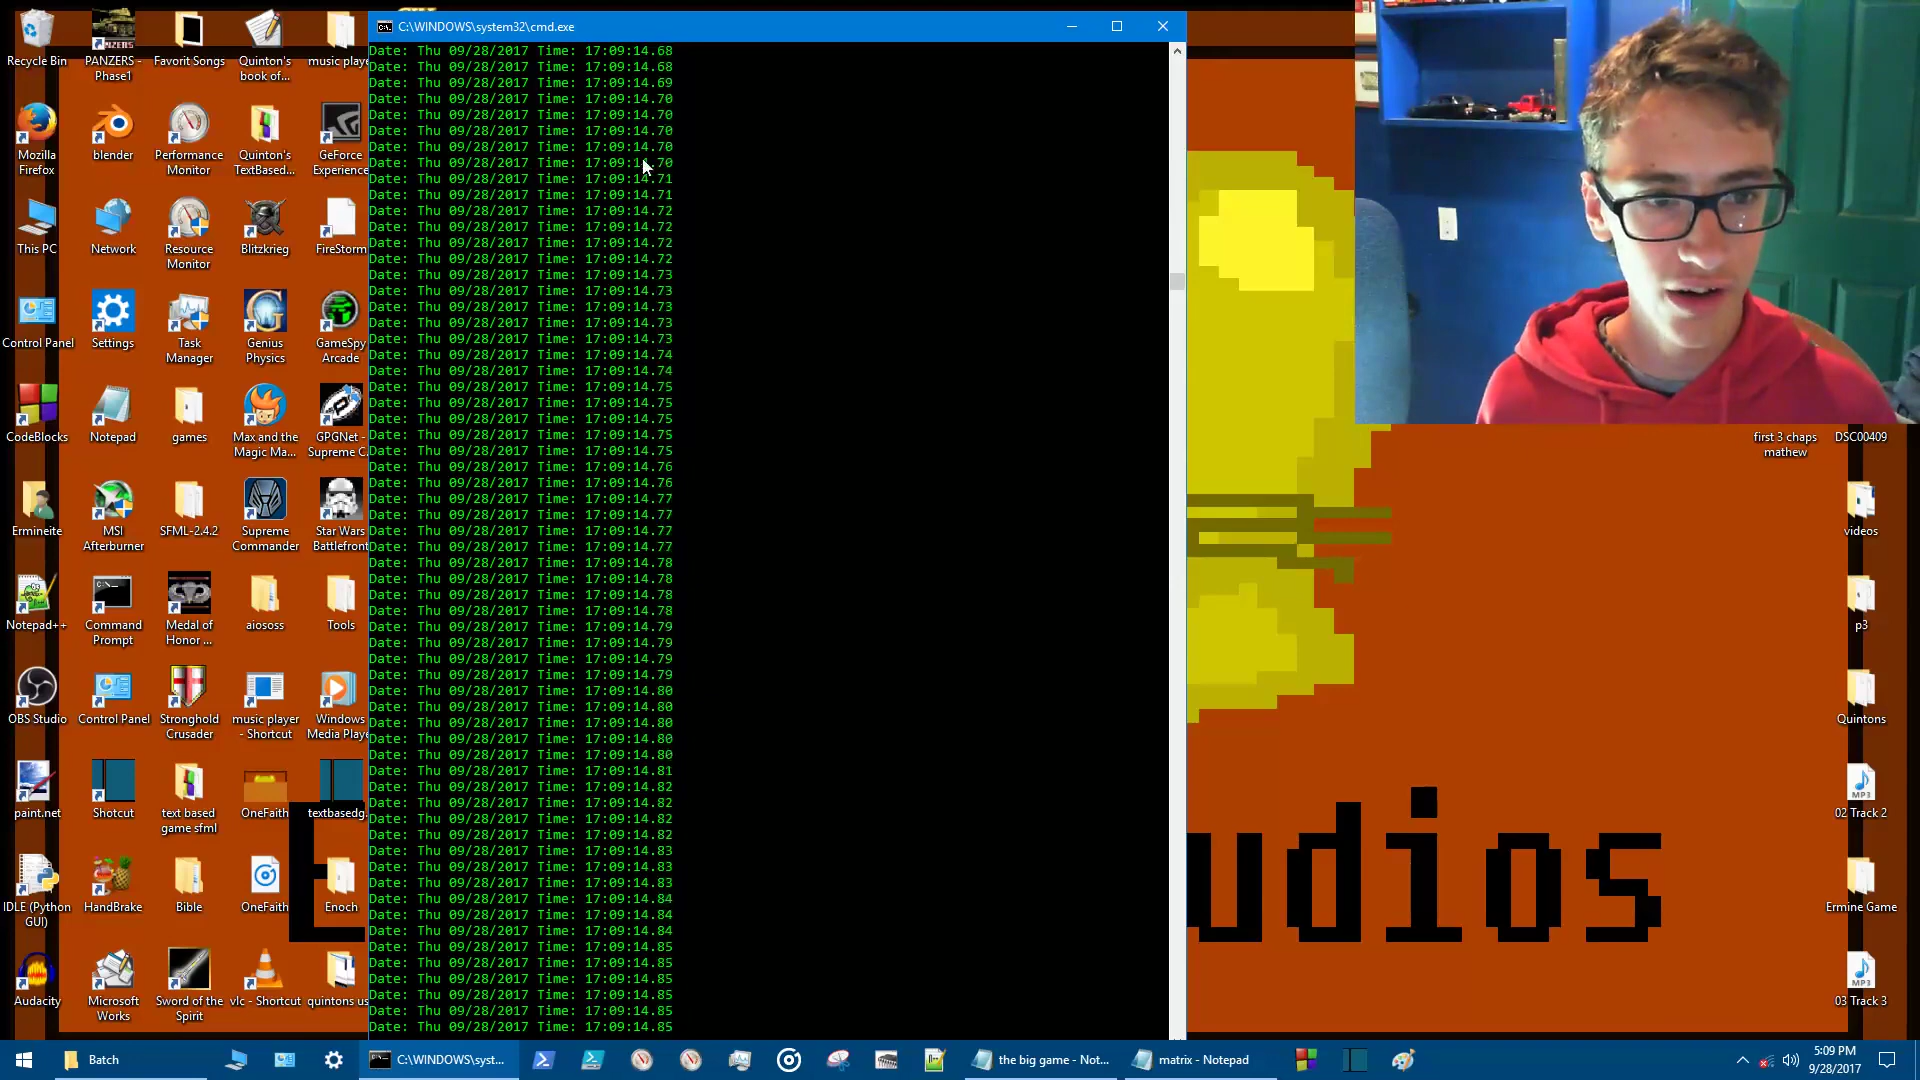 C:\WINDOWS\system32\cmd.exe
Date: Thu 09/28/2017 Time: 17:09:14.68
Date: Thu 09/28/2017 Time: 17:09:14.68
Date: Thu 09/28/2017 Time: 17:09:14.69
Date: Thu 09/28/2017 Time: 17:09:14.70
Date: Thu 09/28/2017 Time: 17:09:14.70
Date: Thu 09/28/2017 Time: 17:09:14.70
Date: Thu 09/28/2017 Time: 17:09:14.70
Date: Thu 09/28/2017 Time: 17:09:14.70
Date: Thu 09/28/2017 Time: 17:09:14.71
Date: Thu 09/28/2017 Time: 17:09:14.71
Date: Thu 09/28/2017 Time: 17:09:14.72
Date: Thu 09/28/2017 Time: 17:09:14.72
Date: Thu 09/28/2017 Time: 17:09:14.72
Date: Thu 09/28/2017 Time: 17:09:14.72
Date: Thu 09/28/2017 Time: 17:09:14.73
Date: Thu 09/28/2017 Time: 17:09:14.73
Date: Thu 09/28/2017 Time: 17:09:14.73
Date: Thu 09/28/2017 Time: 17:09:14.73
Date: Thu 09/28/2017 Time: 17:09:14.73
Date: Thu 09/28/2017 Time: 17:09:14.74
Date: Thu 09/28/2017 Time: 17:09:14.74
Date: Thu 09/28/2017 Time: 17:09:14.75
Date: Thu 09/28/2017 Time: 17:09:14.75
Date: Thu 09/28/2017 Time: 17:09:14.75
Date: Thu 09/28/2017 Time: 17:09:14.75
Date: Thu 09/28/2017 Time: 17:09:14.75
Date: Thu 09/28/2017 Time: 17:09:14.76
Date: Thu 09/28/2017 Time: 17:09:14.76
Date: Thu 09/28/2017 Time: 17:09:14.77
Date: Thu 09/28/2017 Time: 17:09:14.77
Date: Thu 09/28/2017 Time: 17:09:14.77
Date: Thu 09/28/2017 Time: 17:09:14.77
Date: Thu 09/28/2017 Time: 17:09:14.78
Date: Thu 09/28/2017 Time: 17:09:14.78
Date: Thu 09/28/2017 Time: 17:09:14.78
Date: Thu 09/28/2017 Time: 17:09:14.78
Date: Thu 09/28/2017 Time: 17:09:14.79
Date: Thu 09/28/2017 Time: 17:09:14.79
Date: Thu 09/28/2017 Time: 17:09:14.79
Date: Thu 09/28/2017 Time: 17:09:14.79
Date: Thu 09/28/2017 Time: 17:09:14.80
Date: Thu 09/28/2017 Time: 17:09:14.80
Date: Thu 09/28/2017 Time: 17:09:14.80
Date: Thu 09/28/2017 Time: 17:09:14.80
Date: Thu 09/28/2017 Time: 17:09:14.80
Date: Thu 09/28/2017 Time: 17:09:14.81
Date: Thu 09/28/2017 Time: 17:09:14.82
Date: Thu 09/28/2017 Time: 17:09:14.82
Date: Thu 09/28/2017 Time: 17:09:14.82
Date: Thu 09/28/2017 Time: 17:09:14.82
Date: Thu 09/28/2017 Time: 17:09:14.83
Date: Thu 09/28/2017 Time: 17:09:14.83
Date: Thu 09/28/2017 Time: 17:09:14.83
Date: Thu 09/28/2017 Time: 17:09:14.84
Date: Thu 09/28/2017 Time: 17:09:14.84
Date: Thu 09/28/2017 Time: 17:09:14.84
Date: Thu 09/28/2017 Time: 17:09:14.85
Date: Thu 09/28/2017 Time: 17:09:14.85
Date: Thu 09/28/2017 Time: 17:09:14.85
Date: Thu 09/28/2017 Time: 17:09:14.85
Date: Thu 09/28/2017 Time: 17:09:14.85
Date: Thu 09/28/2017 Time: 17:09:14.85
Recycle Bin
PANZERS -
Phase1
Favorit Songs
Quinton's
book of...
music playe
Mozilla
Firefox
blender
Performance
Monitor
Quinton's
TextBased...
GeForce
Experience
This PC
Network
Resource
Monitor
Blitzkrieg
FireStorm
Control Panel
Settings
Task
Manager
Genius
Physics
GameSpy
Arcade
CodeBlocks
Notepad
games
Max and the
Magic Ma...
GPGNet -
Supreme C.
Ermineite
MSI
Afterburner
SFML-2.4.2
Supreme
Commander
Star Wars
Battlefront
Notepad++
Command
Prompt
Medal of
Honor ...
aiososs
Tools
OBS Studio
Control Panel
Stronghold
Crusader
music player
- Shortcut
Windows
Media Playe
paint.net
Shotcut
text based
game sfml
OneFaith
textbasedg.
IDLE (Python
GUI)
HandBrake
Bible
OneFaith
Enoch
Audacity
Microsoft
Works
Sword of the
Spirit
vlc - Shortcut
quintons us
first 3 chaps
mathew
DSC00409
videos
p3
Quintons
MP3
02 Track 2
Ermine Game
MP3
03 Track 3
E
udios
Batch
C:\WINDOWS\syst...
the big game - Not...
matrix - Notepad
5:09 PM
9/28/2017